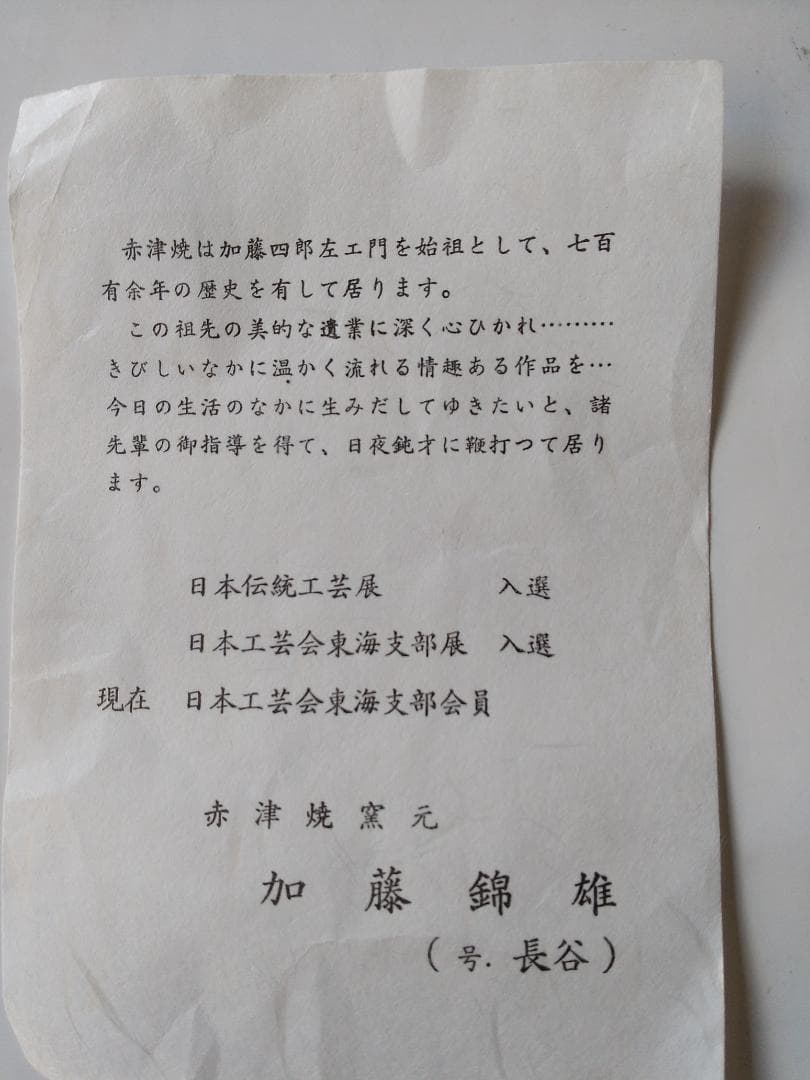 赤津焼は加藤四郎左エ門を始祖として、七百
有余年の歴史を有して居ります。
この祖先の美的な遺業に深く心ひかれ………
きびしいなかに温かく流れる情趣ある作品を…
今日の生活のなかに生みだしてゆきたいと、諸
先輩の御指導を得て、日夜鈍才に鞭打つて居り
ます。
日本伝統工芸展 入選
日本工芸会東海支部展 入選
現在 日本工芸会東海支部会員
赤津焼窯元
加藤錦雄
(号.長谷)